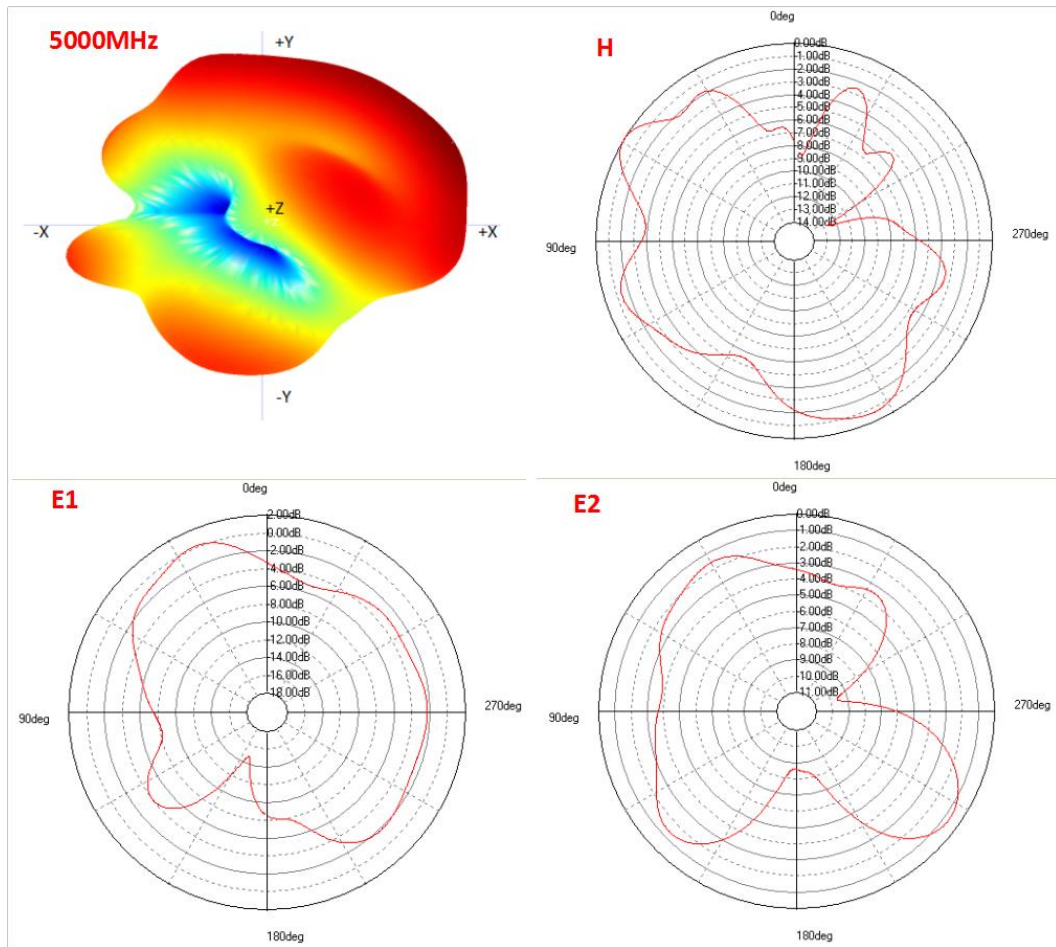 5000MHz
+Y
+Z
-X
+X
-Y
H
0deg
0.00dB
-1.00dB
-2.00dB
-3.00dB
-4.00dB
-5.00dB
-6.00dB
-7.00dB
-8.00dB
-9.00dB
-10.00dB
-11.00dB
-12.00dB
-13.00dB
-14.00dB
90deg
270deg
180deg
E1
0deg
2.00dB
0.00dB
-2.00dB
-4.00dB
-6.00dB
-8.00dB
-10.00dB
-12.00dB
-14.00dB
-16.00dB
-18.00dB
90deg
270deg
180deg
E2
0deg
0.00dB
-1.00dB
-2.00dB
-3.00dB
-4.00dB
-5.00dB
-6.00dB
-7.00dB
-8.00dB
-9.00dB
-10.00dB
-11.00dB
90deg
270deg
180deg